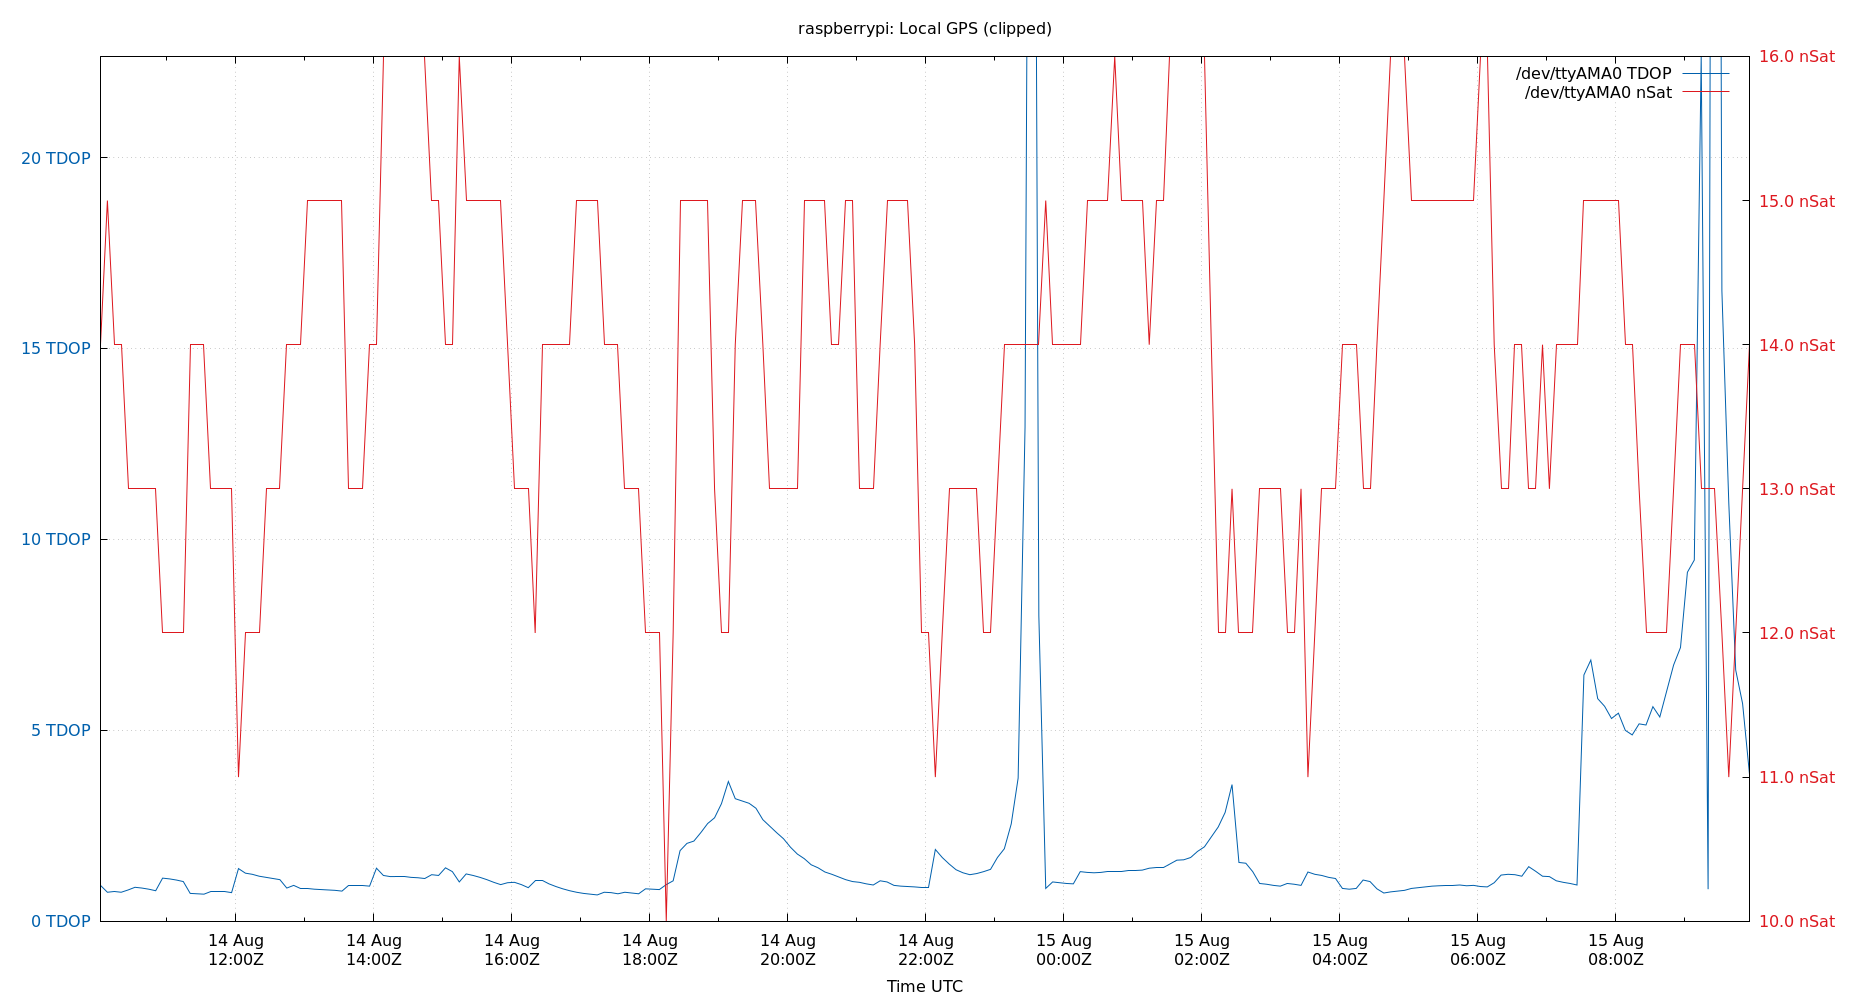 raspberrypi: Local GPS (clipped)
16.0 nSat
/dev/ttyAMA0 TDOP
/dev/ttyAMA0 nSat
20 TDOP
15.0 nSat
15 TDOP
14.0 nSat
13.0 nSat
10 TDOP
12.0 nSat
5 TDOP
11.0 nSat
0 TDOP
10.0 nSat
14 Aug 14 Aug 14 Aug 14 Aug 14 Aug 14 Aug 15 Aug 15 Aug 15 Aug 15 Aug 15 Aug
12:00Z 14:00Z 16:00Z 18:00Z 20:00Z 22:00Z 00:00Z 02:00Z 04:00Z 06:00Z 08:00Z
Time UTC